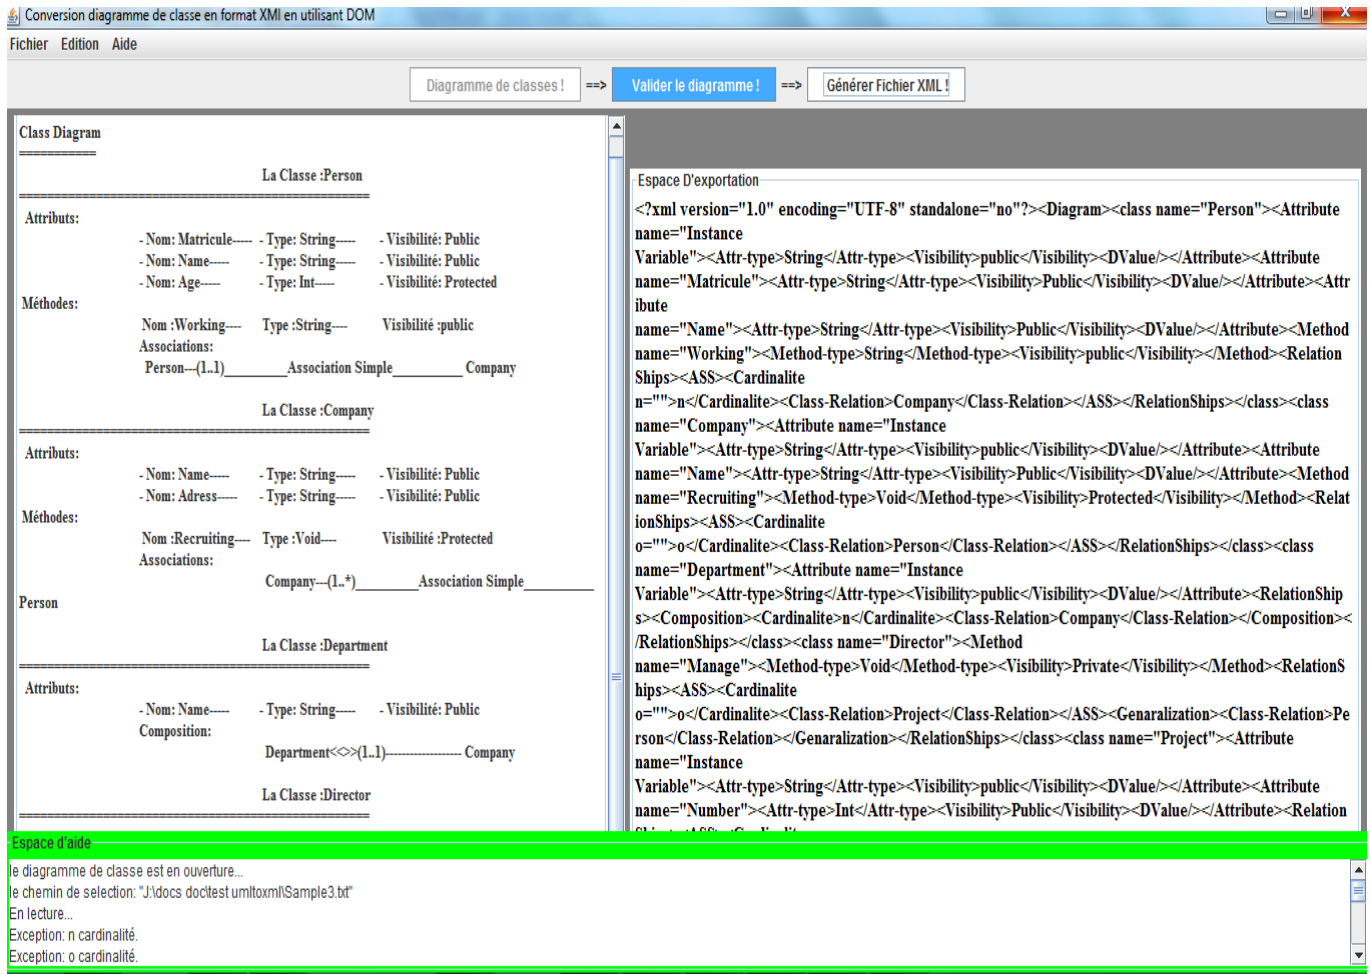 Conversion diagramme de classe en format XMI en utilisant DOM
Fichier Edition Aide
Diagramme de classes ! ==> Valider le diagramme ! ==> Générer Fichier XML !
Class Diagram
===========
La Classe :Person
==================================================
Attributs:
- Nom: Matricule----- - Type: String----- - Visibilité: Public
- Nom: Name----- - Type: String----- - Visibilité: Public
- Nom: Age----- - Type: Int----- - Visibilité: Protected
Méthodes:
Nom :Working---- Type :String---- Visibilité :public
Associations:
Person---(1..1)__________Association Simple___________ Company
La Classe :Company
==================================================
Attributs:
- Nom: Name----- - Type: String----- - Visibilité: Public
- Nom: Adress----- - Type: String----- - Visibilité: Public
Méthodes:
Nom :Recruiting---- Type :Void---- Visibilité :Protected
Associations:
Company---(1..*)__________Association Simple___________
Person
La Classe :Department
==================================================
Attributs:
- Nom: Name----- - Type: String----- - Visibilité: Public
Composition:
Department<<>>(1..1)------------------- Company
La Classe :Director
==================================================
Espace D'exportation
<?xml version="1.0" encoding="UTF-8" standalone="no"?><Diagram><class name="Person"><Attribute
name="Instance
Variable"><Attr-type>String</Attr-type><Visibility>public</Visibility><DValue/></Attribute><Attribute
name="Matricule"><Attr-type>String</Attr-type><Visibility>Public</Visibility><DValue/></Attribute><Attr
ibute
name="Name"><Attr-type>String</Attr-type><Visibility>Public</Visibility><DValue/></Attribute><Method
name="Working"><Method-type>String</Method-type><Visibility>public</Visibility></Method><Relation
Ships><ASS><Cardinalite
n="">n</Cardinalite><Class-Relation>Company</Class-Relation></ASS></RelationShips></class><class
name="Company"><Attribute name="Instance
Variable"><Attr-type>String</Attr-type><Visibility>public</Visibility><DValue/></Attribute><Attribute
name="Name"><Attr-type>String</Attr-type><Visibility>Public</Visibility><DValue/></Attribute><Method
name="Recruiting"><Method-type>Void</Method-type><Visibility>Protected</Visibility></Method><Relat
ionShips><ASS><Cardinalite
o="">o</Cardinalite><Class-Relation>Person</Class-Relation></ASS></RelationShips></class><class
name="Department"><Attribute name="Instance
Variable"><Attr-type>String</Attr-type><Visibility>public</Visibility><DValue/></Attribute><RelationShip
s><Composition><Cardinalite>n</Cardinalite><Class-Relation>Company</Class-Relation></Composition><
/RelationShips></class><class name="Director"><Method
name="Manage"><Method-type>Void</Method-type><Visibility>Private</Visibility></Method><RelationS
hips><ASS><Cardinalite
o="">o</Cardinalite><Class-Relation>Project</Class-Relation></ASS><Genaralization><Class-Relation>Pe
rson</Class-Relation></Genaralization></RelationShips></class><class name="Project"><Attribute
name="Instance
Variable"><Attr-type>String</Attr-type><Visibility>public</Visibility><DValue/></Attribute><Attribute
name="Number"><Attr-type>Int</Attr-type><Visibility>Public</Visibility><DValue/></Attribute><Relation
Espace d'aide
le diagramme de classe est en ouverture...
le chemin de selection: "J:\docs doc\test umltoxml\Sample3.txt"
En lecture...
Exception: n cardinalité.
Exception: o cardinalité.